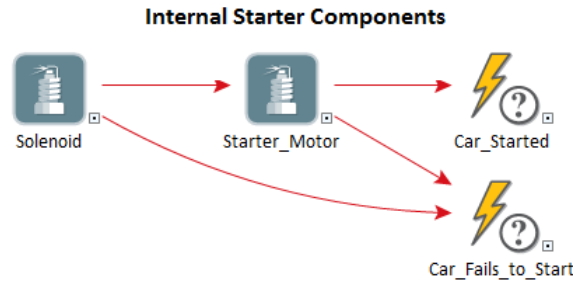 Internal Starter Components
Solenoid
Starter_Motor
Car_Started
Car_Fails_to_Start